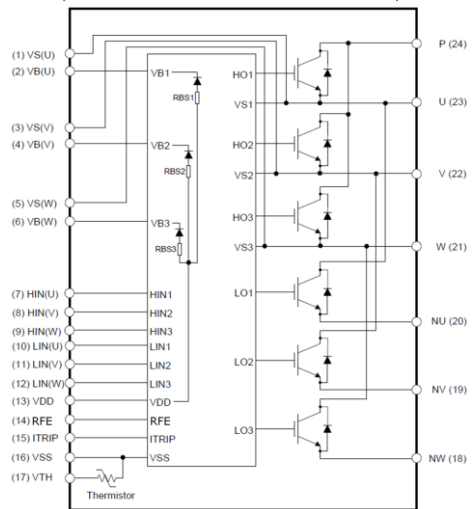 (1) VS(U)
(2) VB(U)
(3) VS(V)
(4) VB(V)
(5) VS(W)
(6) VB(W)
(7) HIN(U)
(8) HIN(V)
(9) HIN(W)
(10) LIN(U)
(11) LIN(V)
(12) LIN(W)
(13) VDD
(14) RFE
(15) ITRIP
(16) VSS
(17) VTH
Thermistor
VB1
RBS1
VB2
RBS2
VB3
RBS3
HIN1
HIN2
HIN3
LIN1
LIN2
LIN3
VDD
RFE
ITRIP
VSS
HO1
VS1
HO2
VS2
HO3
VS3
LO1
LO2
LO3
P (24)
U (23)
V (22)
W (21)
NU (20)
NV (19)
NW (18)